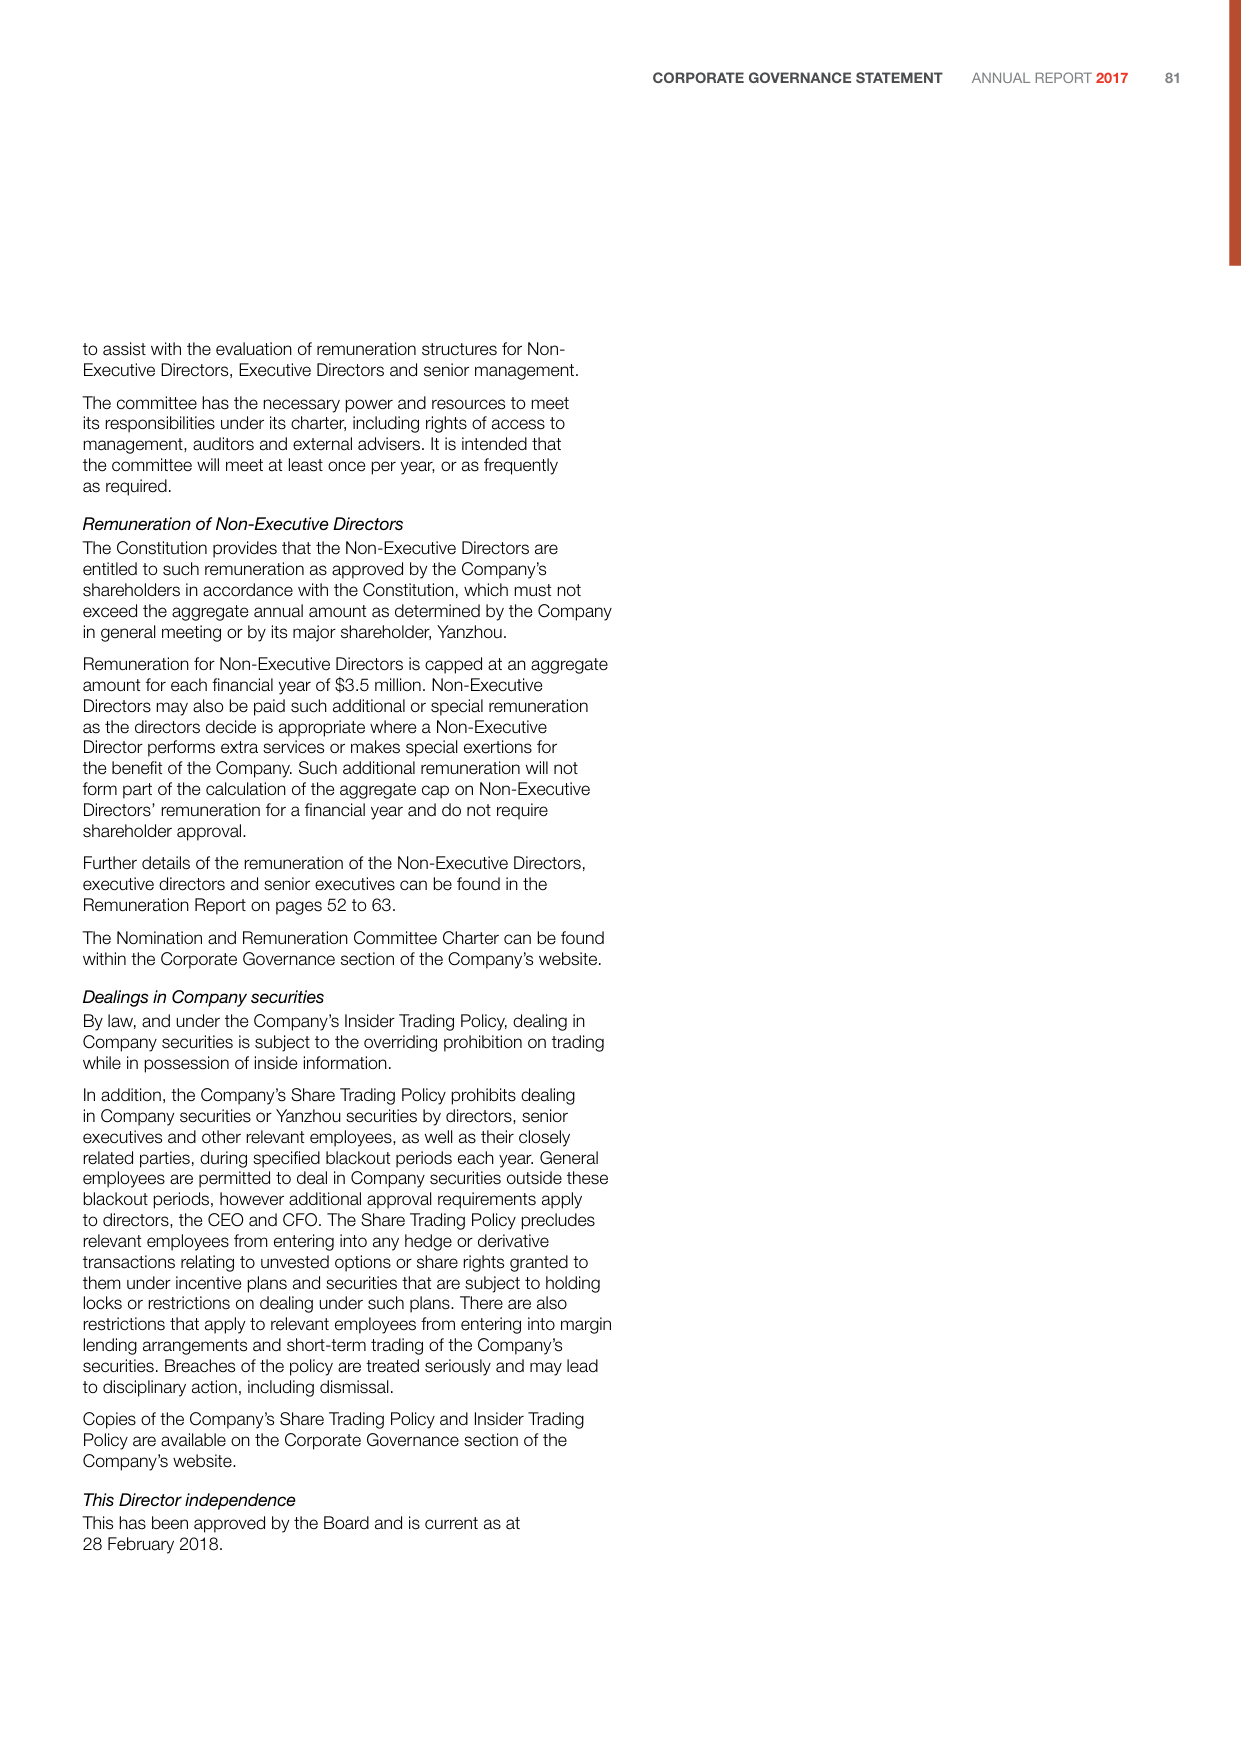 CORPORATE GOVERNANCE STATEMENT ANNUAL REPORT 2017 81
to assist with the evaluation of remuneration structures for Non-
Executive Directors, Executive Directors and senior management.
The committee has the necessary power and resources to meet
its responsibilities under its charter, including rights of access to
management, auditors and external advisers. It is intended that
the committee will meet at least once per year, or as frequently
as required.
Remuneration of Non-Executive Directors
The Constitution provides that the Non-Executive Directors are
entitled to such remuneration as approved by the Company’s
shareholders in accordance with the Constitution, which must not
exceed the aggregate annual amount as determined by the Company
in general meeting or by its major shareholder, Yanzhou.
Remuneration for Non-Executive Directors is capped at an aggregate
amount for each financial year of $3.5 million. Non-Executive
Directors may also be paid such additional or special remuneration
as the directors decide is appropriate where a Non-Executive
Director performs extra services or makes special exertions for
the benefit of the Company. Such additional remuneration will not
form part of the calculation of the aggregate cap on Non-Executive
Directors’ remuneration for a financial year and do not require
shareholder approval.
Further details of the remuneration of the Non-Executive Directors,
executive directors and senior executives can be found in the
Remuneration Report on pages 52 to 63.
The Nomination and Remuneration Committee Charter can be found
within the Corporate Governance section of the Company’s website.
Dealings in Company securities
By law, and under the Company’s Insider Trading Policy, dealing in
Company securities is subject to the overriding prohibition on trading
while in possession of inside information.
In addition, the Company’s Share Trading Policy prohibits dealing
in Company securities or Yanzhou securities by directors, senior
executives and other relevant employees, as well as their closely
related parties, during specified blackout periods each year. General
employees are permitted to deal in Company securities outside these
blackout periods, however additional approval requirements apply
to directors, the CEO and CFO. The Share Trading Policy precludes
relevant employees from entering into any hedge or derivative
transactions relating to unvested options or share rights granted to
them under incentive plans and securities that are subject to holding
locks or restrictions on dealing under such plans. There are also
restrictions that apply to relevant employees from entering into margin
lending arrangements and short-term trading of the Company’s
securities. Breaches of the policy are treated seriously and may lead
to disciplinary action, including dismissal.
Copies of the Company’s Share Trading Policy and Insider Trading
Policy are available on the Corporate Governance section of the
Company’s website.
This Director independence
This has been approved by the Board and is current as at
28 February 2018.